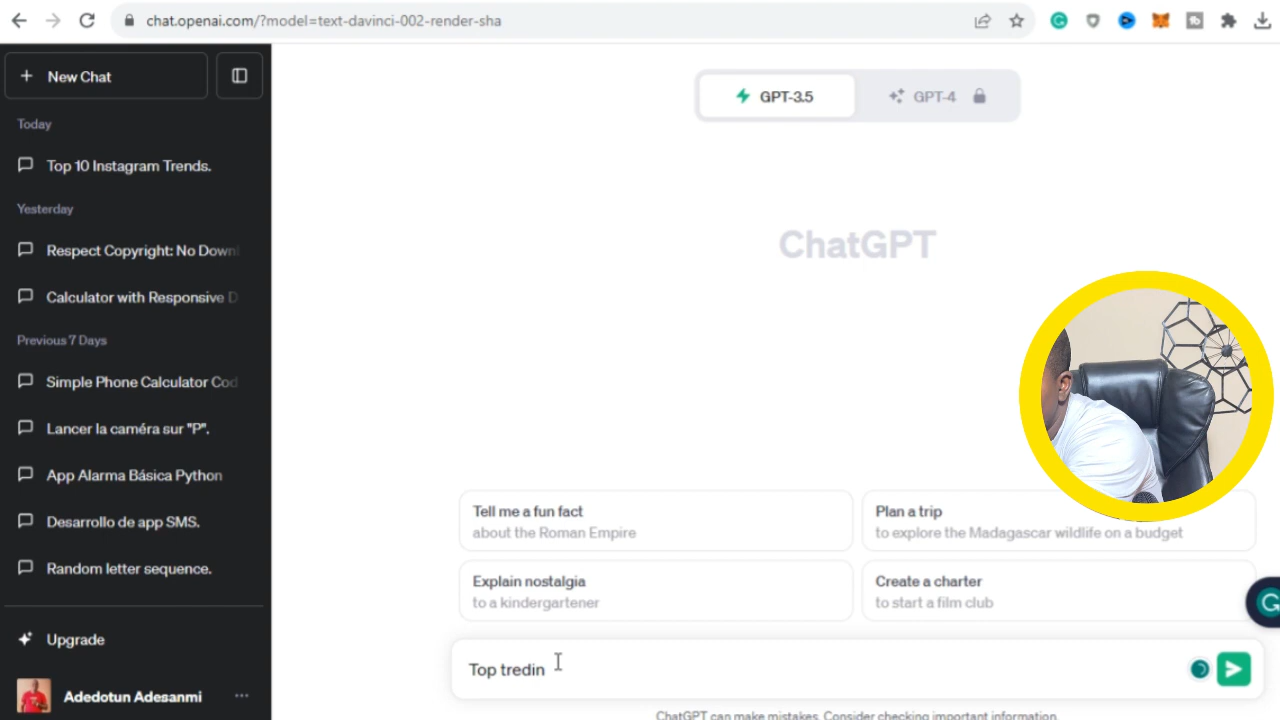 chat.openai.com/?model=text-davinci-002-render-sha
New Chat
Today
Top 10 Instagram Trends.
Yesterday
Respect Copyright: No Down
Calculator with Responsive D
Previous 7 Days
Simple Phone Calculator Cod
Lancer la caméra sur "P".
App Alarma Básica Python
Desarrollo de app SMS.
Random letter sequence.
Upgrade
Adedotun Adesanmi
GPT-3.5
GPT-4
ChatGPT
Tell me a fun fact
about the Roman Empire
Plan a trip
to explore the Madagascar wildlife on a budget
Explain nostalgia
to a kindergartener
Create a charter
to start a film club
Top tredin
ChatGPT can make mistakes. Consider checking important information.